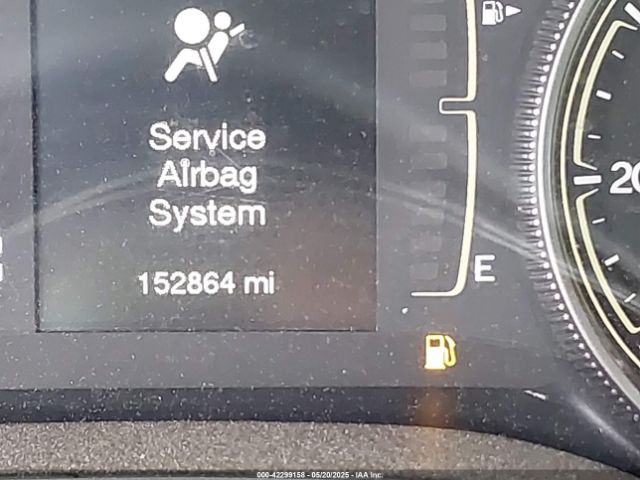 Service
Airbag
System
152864 mi
E
20
000-42299158 - 05/20/2025 - IAA Inc.